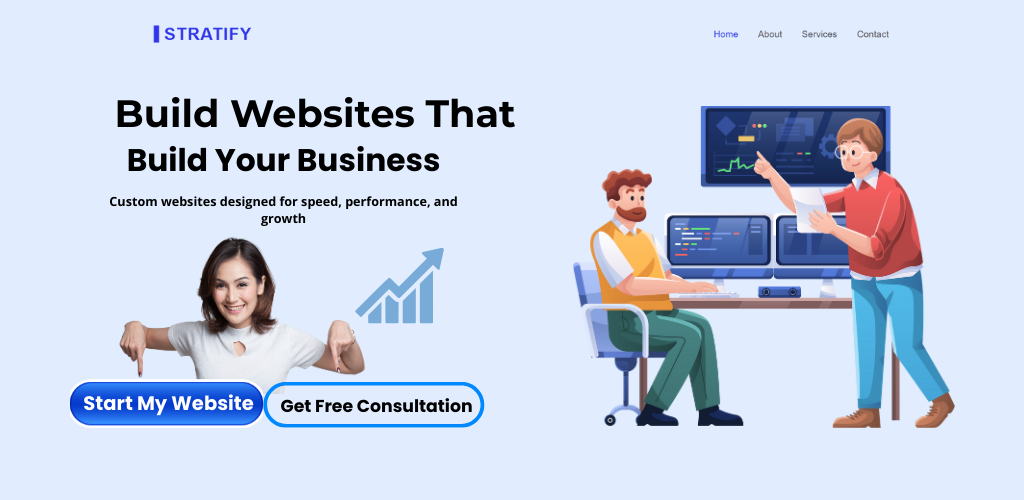 STRATIFY
Home About Services Contact
Build Websites That
Build Your Business
Custom websites designed for speed, performance, and
growth
Start My Website
Get Free Consultation